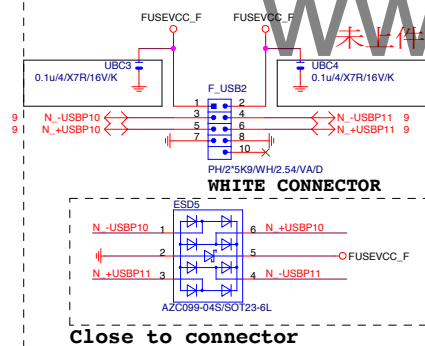 FUSEVCC_F FUSEVCC_F
WW
未上件
UBC3 UBC4
0.1u/4/X7R/16V/K 0.1u/4/X7R/16V/K
F_USB2
1 2
9 N_-USBP10 3 4 N_-USBP11 9
9 N_+USBP10 5 6 N_+USBP11 9
7 8
10
PH/2*5K9/WH/2.54/VA/D
WHITE CONNECTOR
ESD5
N_-USBP10 1 6 N_+USBP10
2 5 FUSEVCC_F
N_+USBP11 3 4 N_-USBP11
AZC099-04S/SOT23-6L
Close to connector